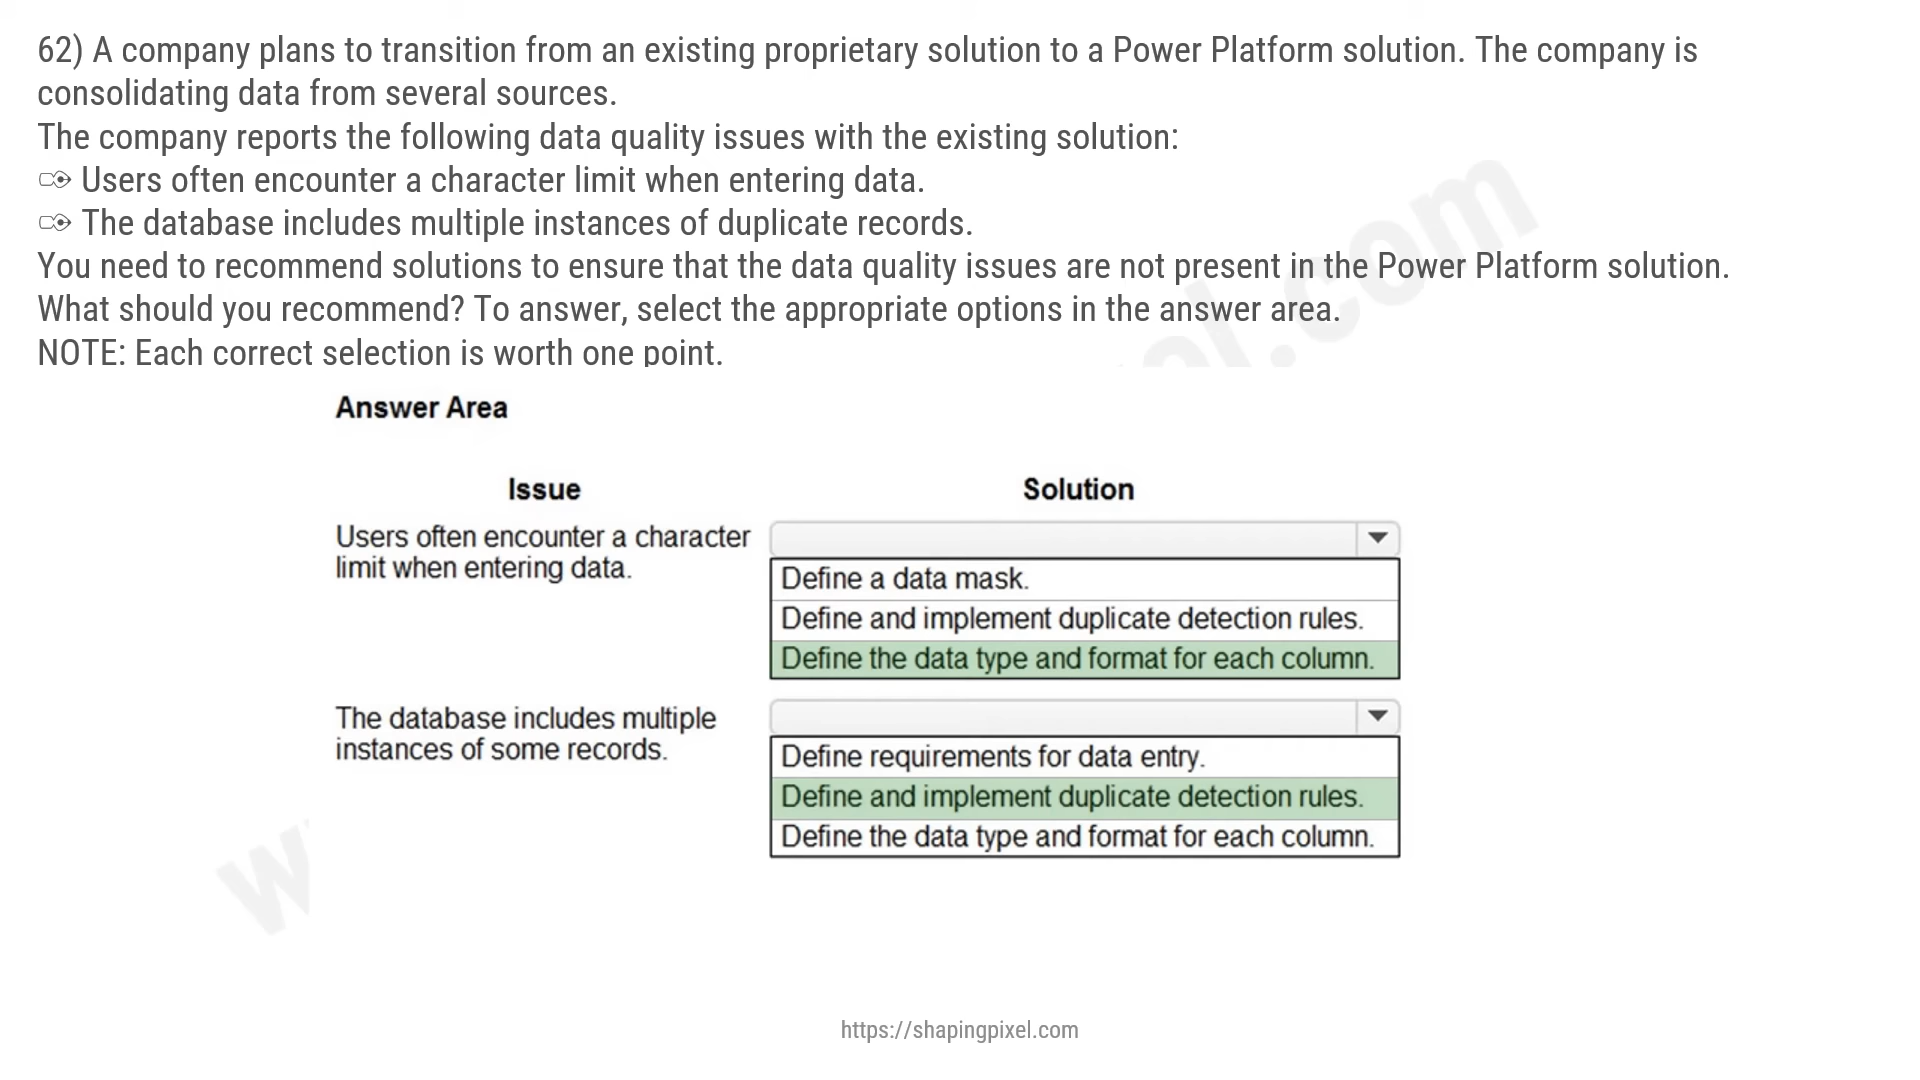 62) A company plans to transition from an existing proprietary solution to a Power Platform solution. The company is
consolidating data from several sources.
The company reports the following data quality issues with the existing solution:
Users often encounter a character limit when entering data.
The database includes multiple instances of duplicate records.
You need to recommend solutions to ensure that the data quality issues are not present in the Power Platform solution.
What should you recommend? To answer, select the appropriate options in the answer area.
NOTE: Each correct selection is worth one point.
Answer Area
Issue
Solution
Users often encounter a character
limit when entering data.
Define a data mask.
Define and implement duplicate detection rules.
Define the data type and format for each column.
The database includes multiple
instances of some records.
Define requirements for data entry.
Define and implement duplicate detection rules.
Define the data type and format for each column.
https://shapingpixel.com